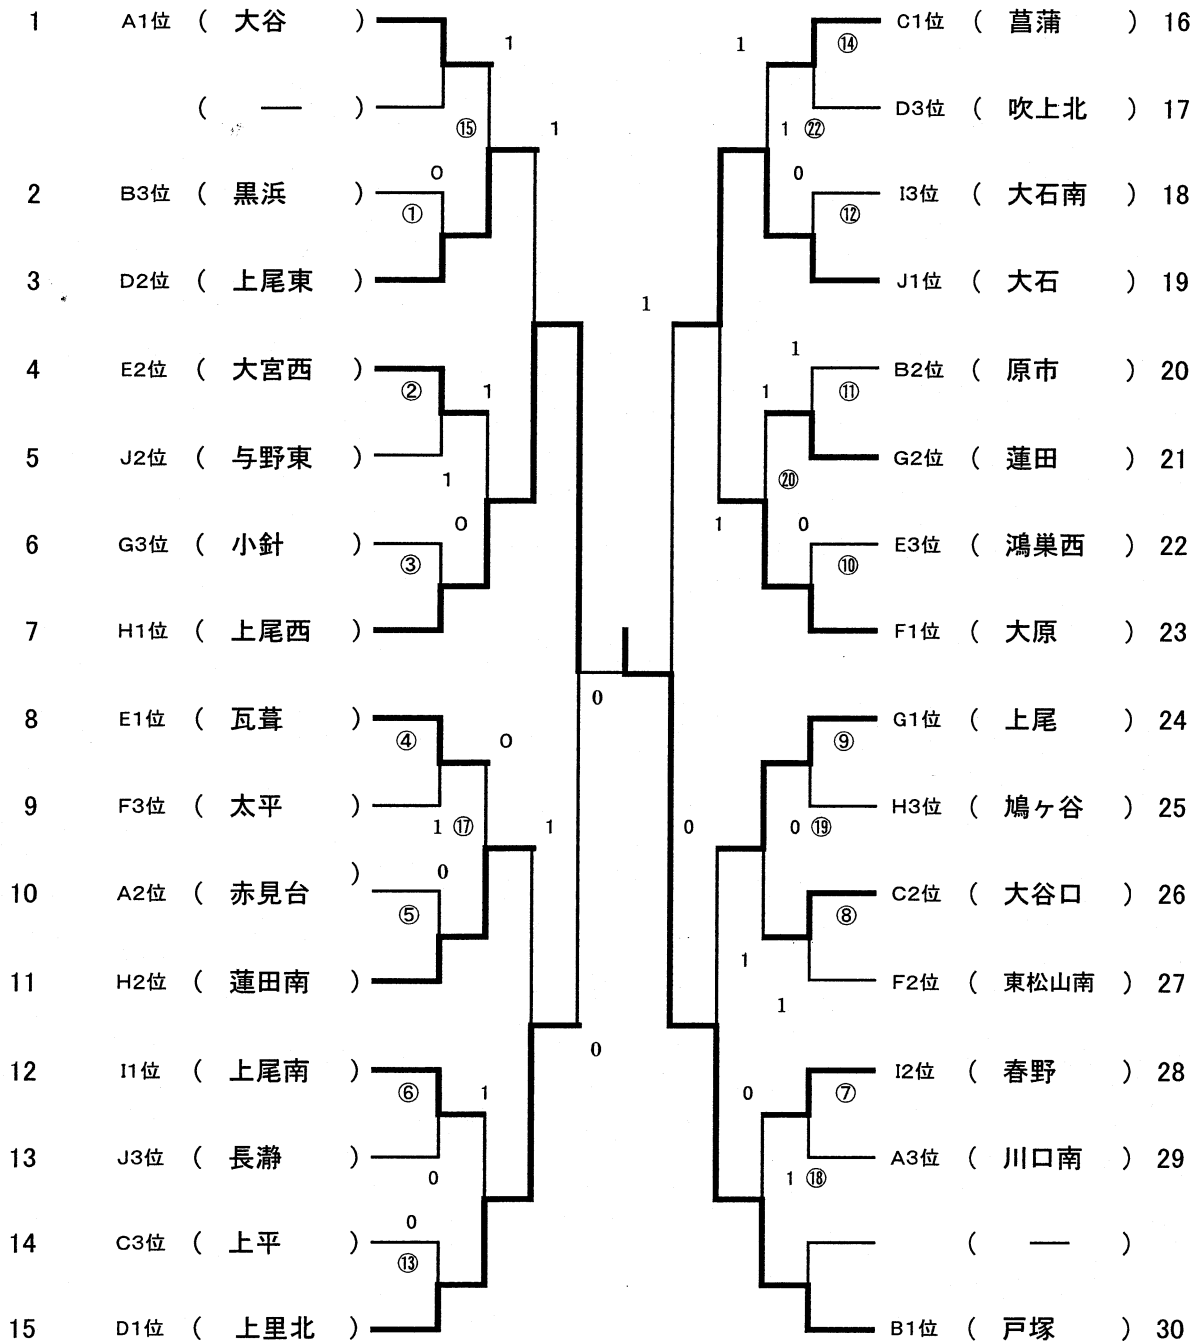 1 A1位 ( 大谷 )
( ― )
2 B3位 ( 黒浜 )
3 D2位 ( 上尾東 )
4 E2位 ( 大宮西 )
5 J2位 ( 与野東 )
6 G3位 ( 小針 )
7 H1位 ( 上尾西 )
8 E1位 ( 瓦葺 )
9 F3位 ( 太平 )
10 A2位 ( 赤見台 )
11 H2位 ( 蓮田南 )
12 I1位 ( 上尾南 )
13 J3位 ( 長瀞 )
14 C3位 ( 上平 )
15 D1位 ( 上里北 )
1
⑮ 1
0
①
② 1
1
0
③
④ 0
1 ⑰ 1
0
⑤
⑥ 1
0
0
⑬
1
0
0
1 ⑭
1 ㉒
0
⑫
1
1 ⑪
⑳
1 0
⑩
⑨
0 0 ⑲
⑧
1
1
0 ⑦
1 ⑱
C1位 ( 菖蒲 ) 16
D3位 ( 吹上北 ) 17
I3位 ( 大石南 ) 18
J1位 ( 大石 ) 19
B2位 ( 原市 ) 20
G2位 ( 蓮田 ) 21
E3位 ( 鴻巣西 ) 22
F1位 ( 大原 ) 23
G1位 ( 上尾 ) 24
H3位 ( 鳩ヶ谷 ) 25
C2位 ( 大谷口 ) 26
F2位 ( 東松山南 ) 27
I2位 ( 春野 ) 28
A3位 ( 川口南 ) 29
( ― )
B1位 ( 戸塚 ) 30